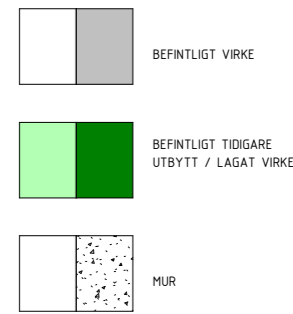 BEFINTLIGT VIRKE
BEFINTLIGT TIDIGARE
UTBYTT / LAGAT VIRKE
MUR